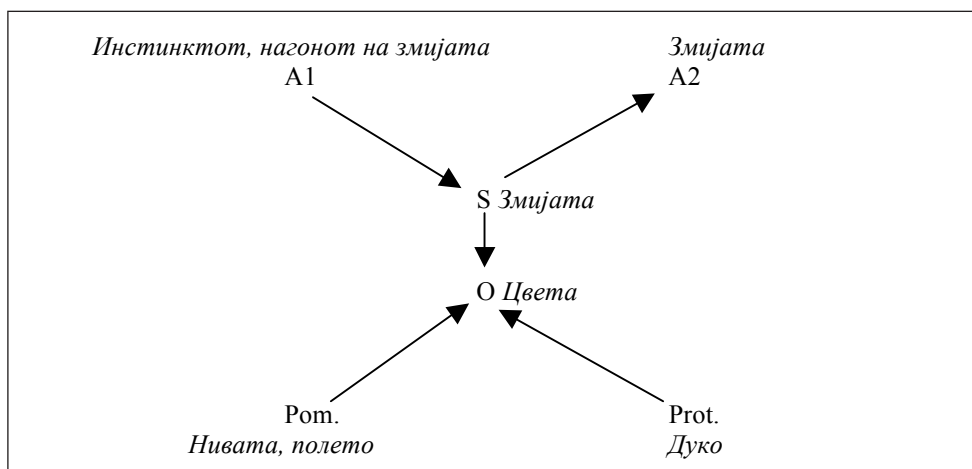 Инстинктот, нагонот на змијата Змијата
A1 A2
S Змијата
O Цвета
Pom. Prot.
Нивата, полето Дуко